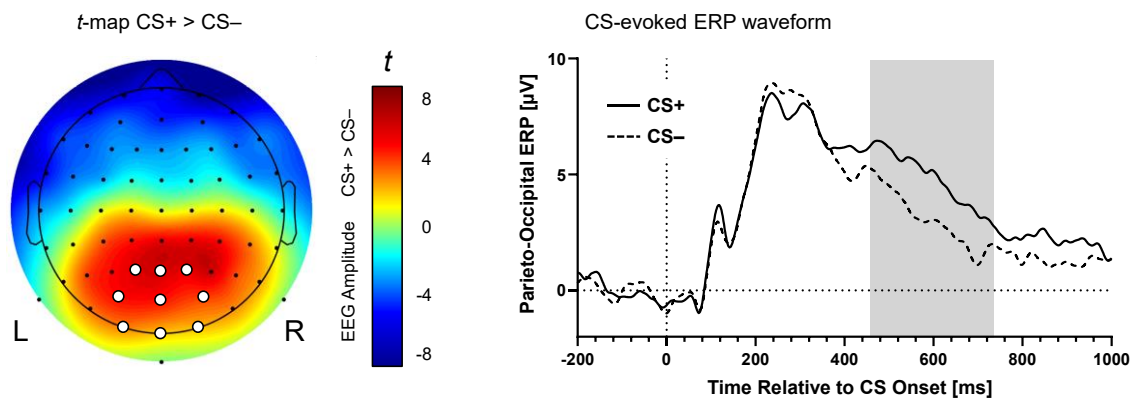 t-map CS+ > CS–
t
8
4
0
-4
-8
EEG Amplitude CS+ > CS–
L
R
CS-evoked ERP waveform
10
5
0
Parieto-Occipital ERP [µV]
CS+
CS–
-200
0
200
400
600
800
1000
Time Relative to CS Onset [ms]